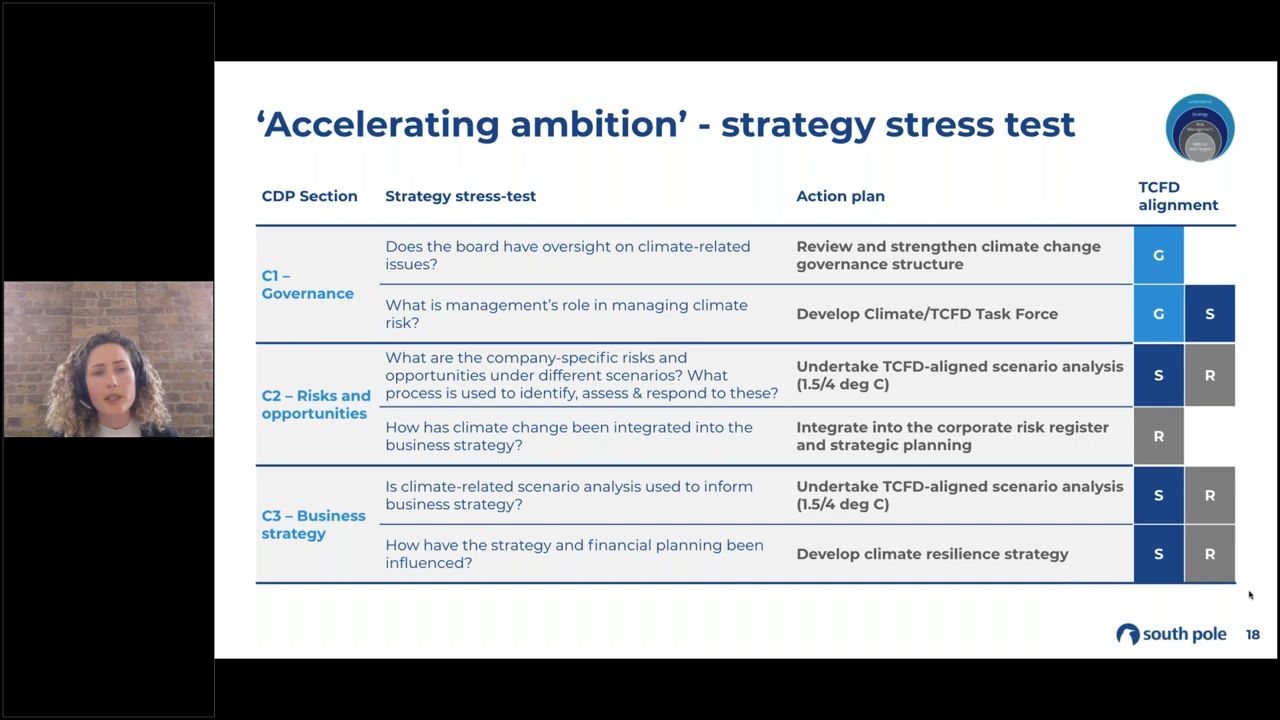 ‘Accelerating ambition’ - strategy stress test
Strategy
CDP Section
Strategy stress-test
Action plan
TCFD
alignment
C1 –
Governance
Does the board have oversight on climate-related
issues?
Review and strengthen climate change
governance structure
G
What is management’s role in managing climate
risk?
Develop Climate/TCFD Task Force
G
S
C2 – Risks and
opportunities
What are the company-specific risks and
opportunities under different scenarios? What
process is used to identify, assess & respond to these?
Undertake TCFD-aligned scenario analysis
(1.5/4 deg C)
S
R
How has climate change been integrated into the
business strategy?
Integrate into the corporate risk register
and strategic planning
R
C3 – Business
strategy
Is climate-related scenario analysis used to inform
business strategy?
Undertake TCFD-aligned scenario analysis
(1.5/4 deg C)
S
R
How have the strategy and financial planning been
influenced?
Develop climate resilience strategy
S
R
south pole
18